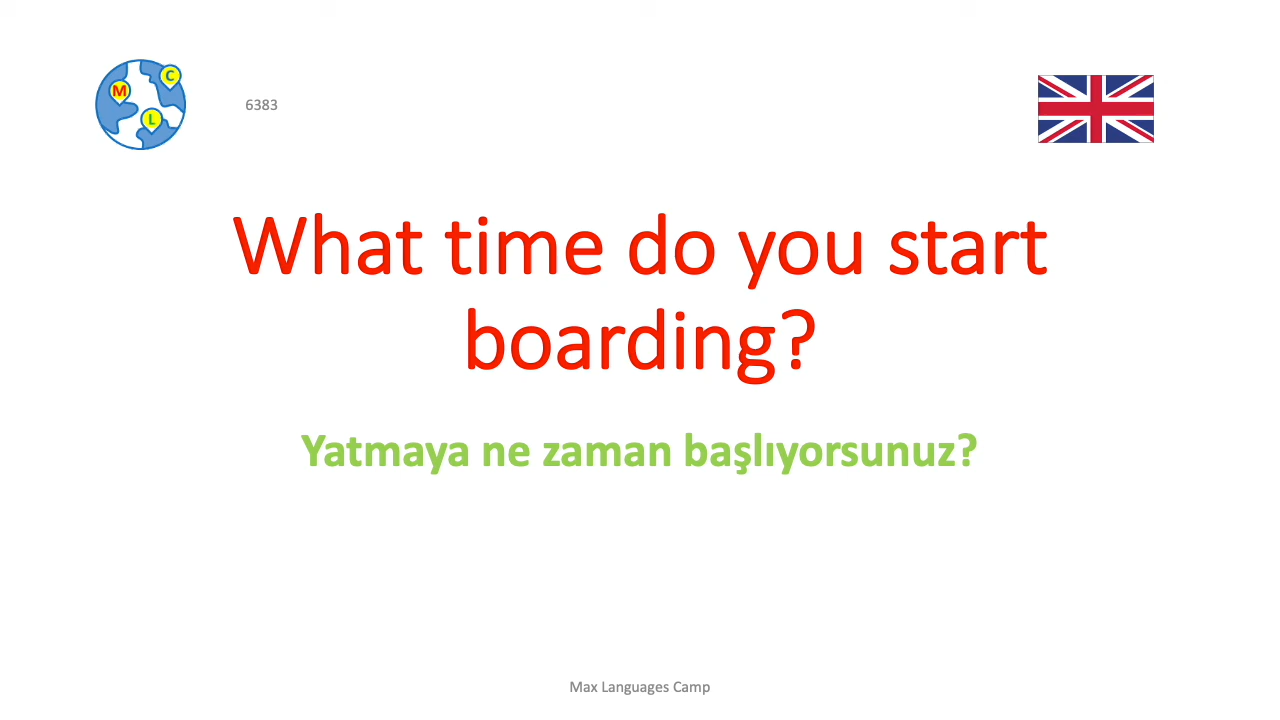 M
C
L
6383
What time do you start
boarding?
Yatmaya ne zaman başlıyorsunuz?
Max Languages Camp